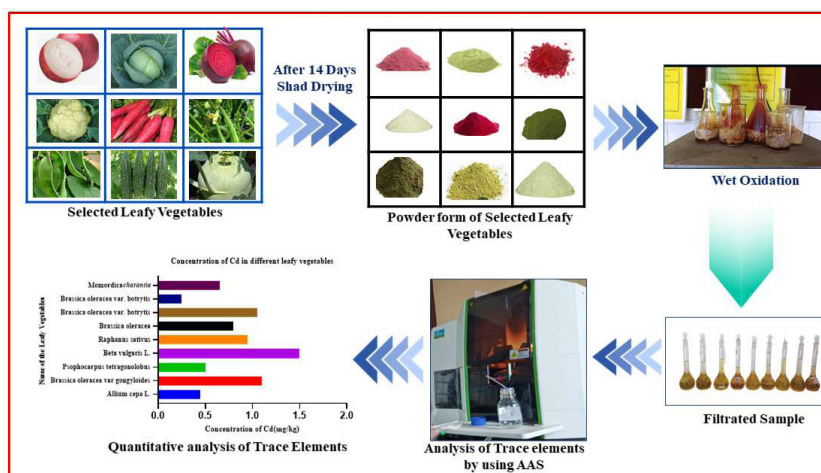 After 14 Days
Shad Drying
Selected Leafy Vegetables
Powder form of Selected Leafy
Vegetables
Wet Oxidation
Filtrated Sample
Analysis of Trace elements
by using AAS
Concentration of Cd in different leafy vegetables
Name of the Leafy Vegetables
Momordicacharantia
Brassica oleracea var. botrytis
Brassica oleracea var. botrytis
Brassica oleracea
Raphanus sativus
Beta vulgaris L.
Psophocarpus tetragonolobus
Brassica oleracea var gongyloides
Allium cepa L.
0.0 0.5 1.0 1.5 2.0
Concentration of Cd(mg/kg)
Quantitative analysis of Trace Elements